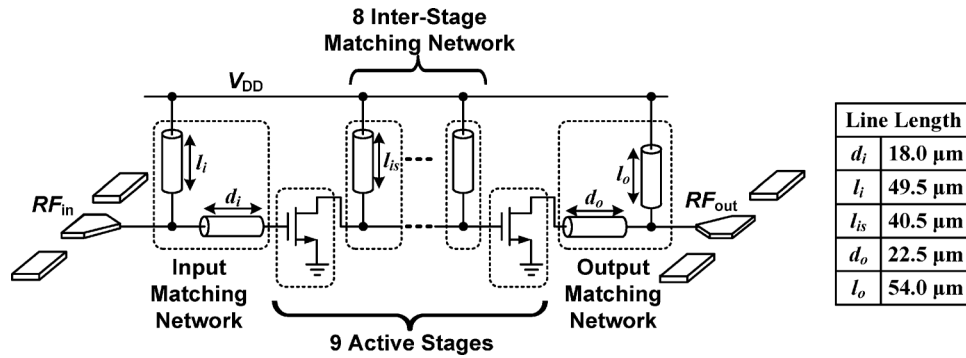 8 Inter-Stage
Matching Network
VDD
li
lis
lo
di
do
RFin
RFout
Input
Matching
Network
Output
Matching
Network
9 Active Stages
Line Length
di 18.0 μm
li 49.5 μm
lis 40.5 μm
do 22.5 μm
lo 54.0 μm